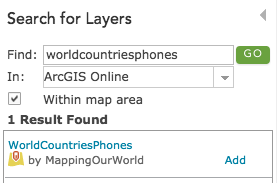 Search for Layers
Find: worldcountriesphones GO
In: ArcGIS Online
Within map area
1 Result Found
WorldCountriesPhones
by MappingOurWorld Add